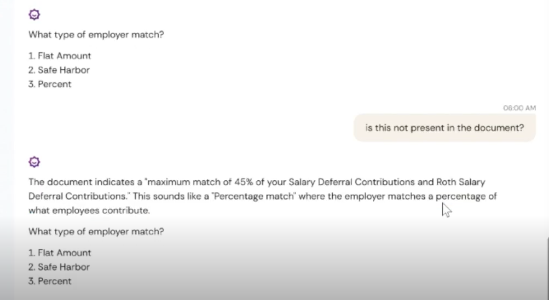 What type of employer match?
1. Flat Amount
2. Safe Harbor
3. Percent
06:00 AM
is this not present in the document?
The document indicates a "maximum match of 45% of your Salary Deferral Contributions and Roth Salary
Deferral Contributions." This sounds like a "Percentage match" where the employer matches a percentage of
what employees contribute.
What type of employer match?
1. Flat Amount
2. Safe Harbor
3. Percent